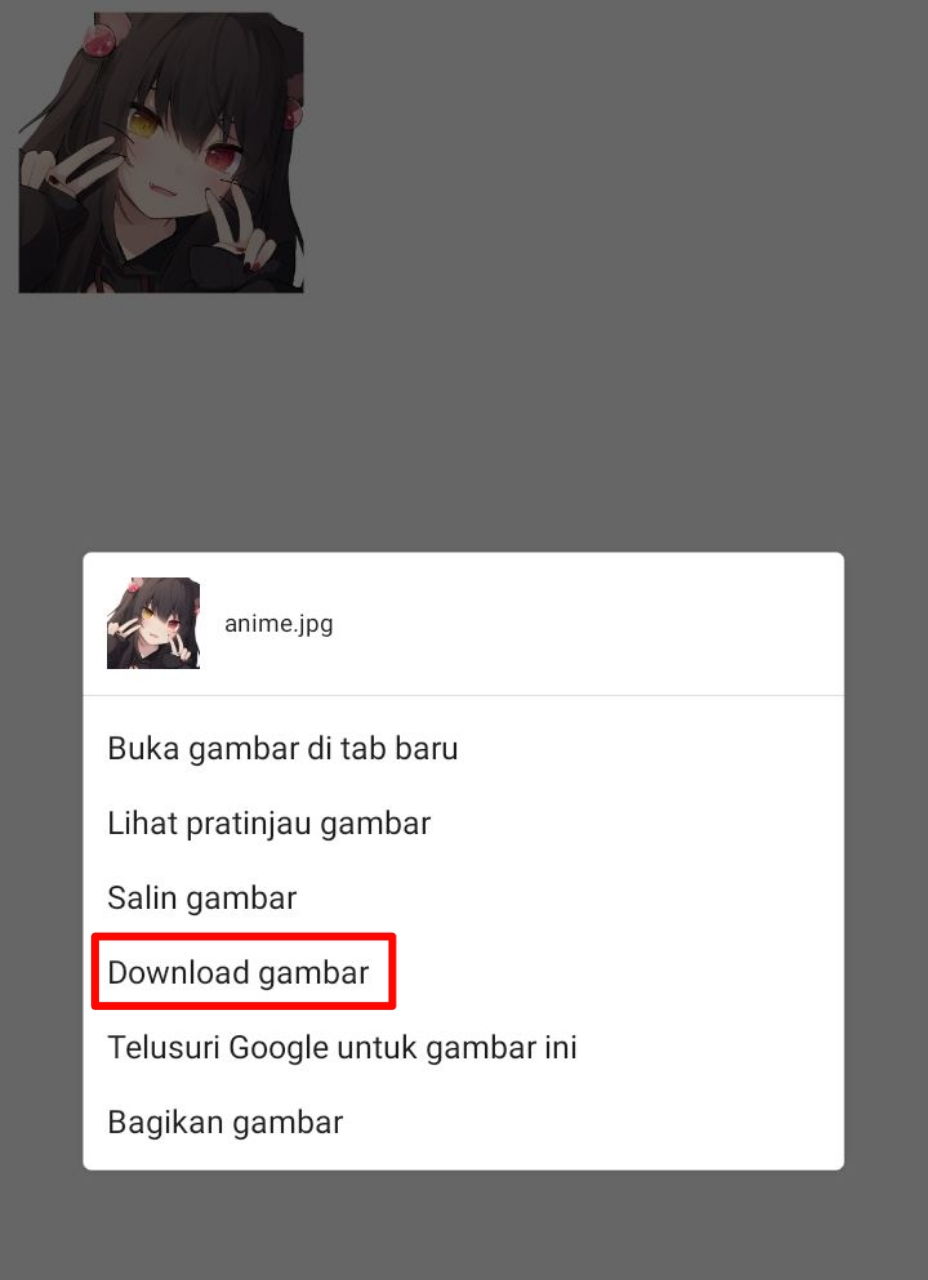 anime.jpg
Buka gambar di tab baru
Lihat pratinjau gambar
Salin gambar
Download gambar
Telusuri Google untuk gambar ini
Bagikan gambar